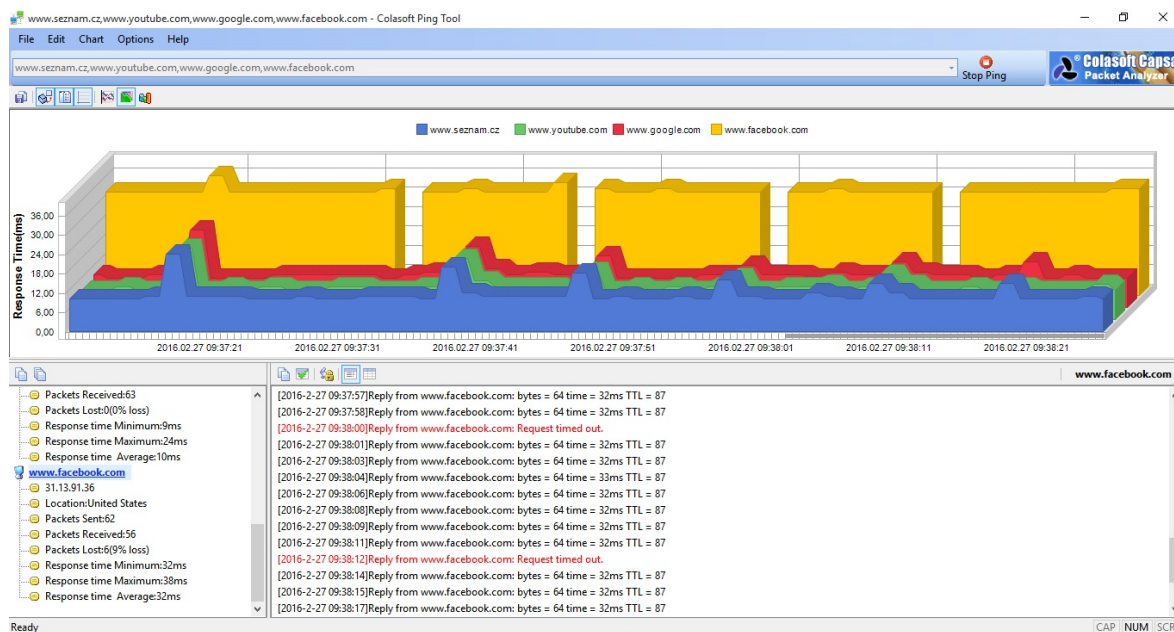 www.seznam.cz,www.youtube.com,www.google.com,www.facebook.com - Colasoft Ping Tool
File Edit Chart Options Help
www.seznam.cz,www.youtube.com,www.google.com,www.facebook.com
Stop Ping
Colasoft Capsa
Packet Analyzer
www.seznam.cz www.youtube.com www.google.com www.facebook.com
Response Time(ms)
36,00
30,00
24,00
18,00
12,00
6,00
0,00
2016.02.27 09:37:21 2016.02.27 09:37:31 2016.02.27 09:37:41 2016.02.27 09:37:51 2016.02.27 09:38:01 2016.02.27 09:38:11 2016.02.27 09:38:21
www.facebook.com
Packets Received:63
Packets Lost:0(0% loss)
Response time Minimum:9ms
Response time Maximum:24ms
Response time Average:10ms
www.facebook.com
31.13.91.36
Location:United States
Packets Sent:62
Packets Received:56
Packets Lost:6(9% loss)
Response time Minimum:32ms
Response time Maximum:38ms
Response time Average:32ms
[2016-2-27 09:37:57]Reply from www.facebook.com: bytes = 64 time = 32ms TTL = 87
[2016-2-27 09:37:58]Reply from www.facebook.com: bytes = 64 time = 32ms TTL = 87
[2016-2-27 09:38:00]Reply from www.facebook.com: Request timed out.
[2016-2-27 09:38:01]Reply from www.facebook.com: bytes = 64 time = 32ms TTL = 87
[2016-2-27 09:38:03]Reply from www.facebook.com: bytes = 64 time = 32ms TTL = 87
[2016-2-27 09:38:04]Reply from www.facebook.com: bytes = 64 time = 33ms TTL = 87
[2016-2-27 09:38:06]Reply from www.facebook.com: bytes = 64 time = 32ms TTL = 87
[2016-2-27 09:38:08]Reply from www.facebook.com: bytes = 64 time = 32ms TTL = 87
[2016-2-27 09:38:09]Reply from www.facebook.com: bytes = 64 time = 32ms TTL = 87
[2016-2-27 09:38:11]Reply from www.facebook.com: bytes = 64 time = 32ms TTL = 87
[2016-2-27 09:38:12]Reply from www.facebook.com: Request timed out.
[2016-2-27 09:38:14]Reply from www.facebook.com: bytes = 64 time = 32ms TTL = 87
[2016-2-27 09:38:15]Reply from www.facebook.com: bytes = 64 time = 32ms TTL = 87
[2016-2-27 09:38:17]Reply from www.facebook.com: bytes = 64 time = 32ms TTL = 87
Ready
CAP NUM SCR